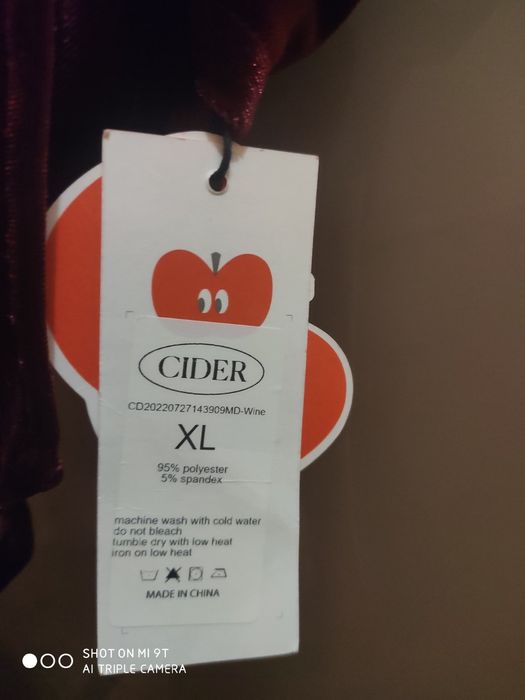 CIDER
CD20220727143909MD-Wine
XL
95% polyester
5% spandex
machine wash with cold water
do not bleach
tumble dry with low heat
iron on low heat
MADE IN CHINA
SHOT ON MI 9T
AI TRIPLE CAMERA